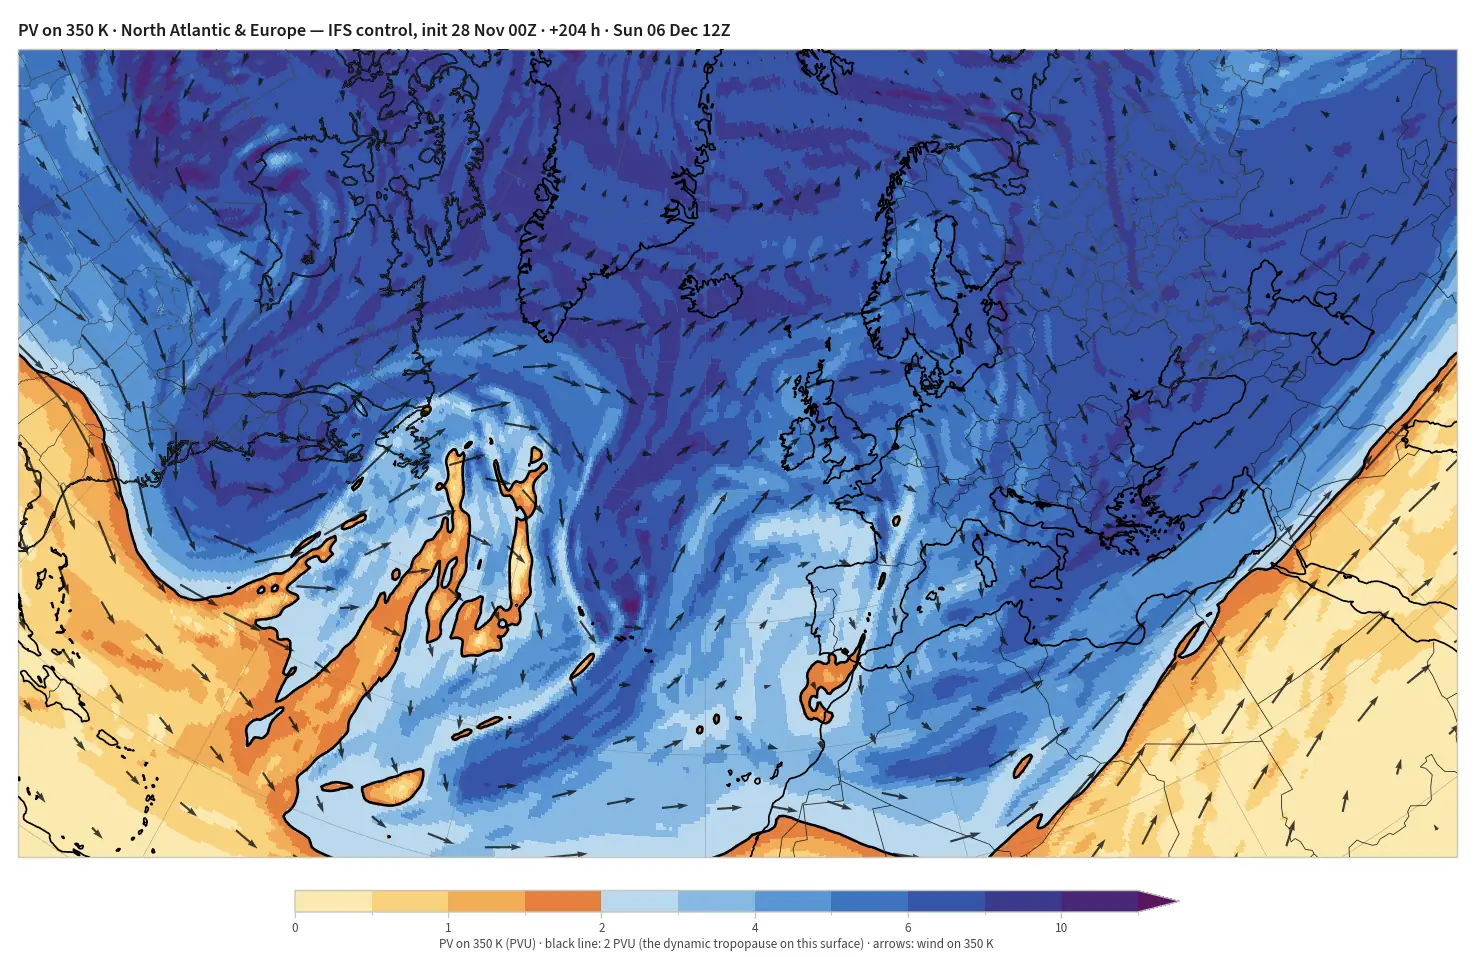 PV on 350 K · North Atlantic & Europe — IFS control, init 28 Nov 00Z · +204 h · Sun 06 Dec 12Z
0 1 2 4 6 10
PV on 350 K (PVU) · black line: 2 PVU (the dynamic tropopause on this surface) · arrows: wind on 350 K